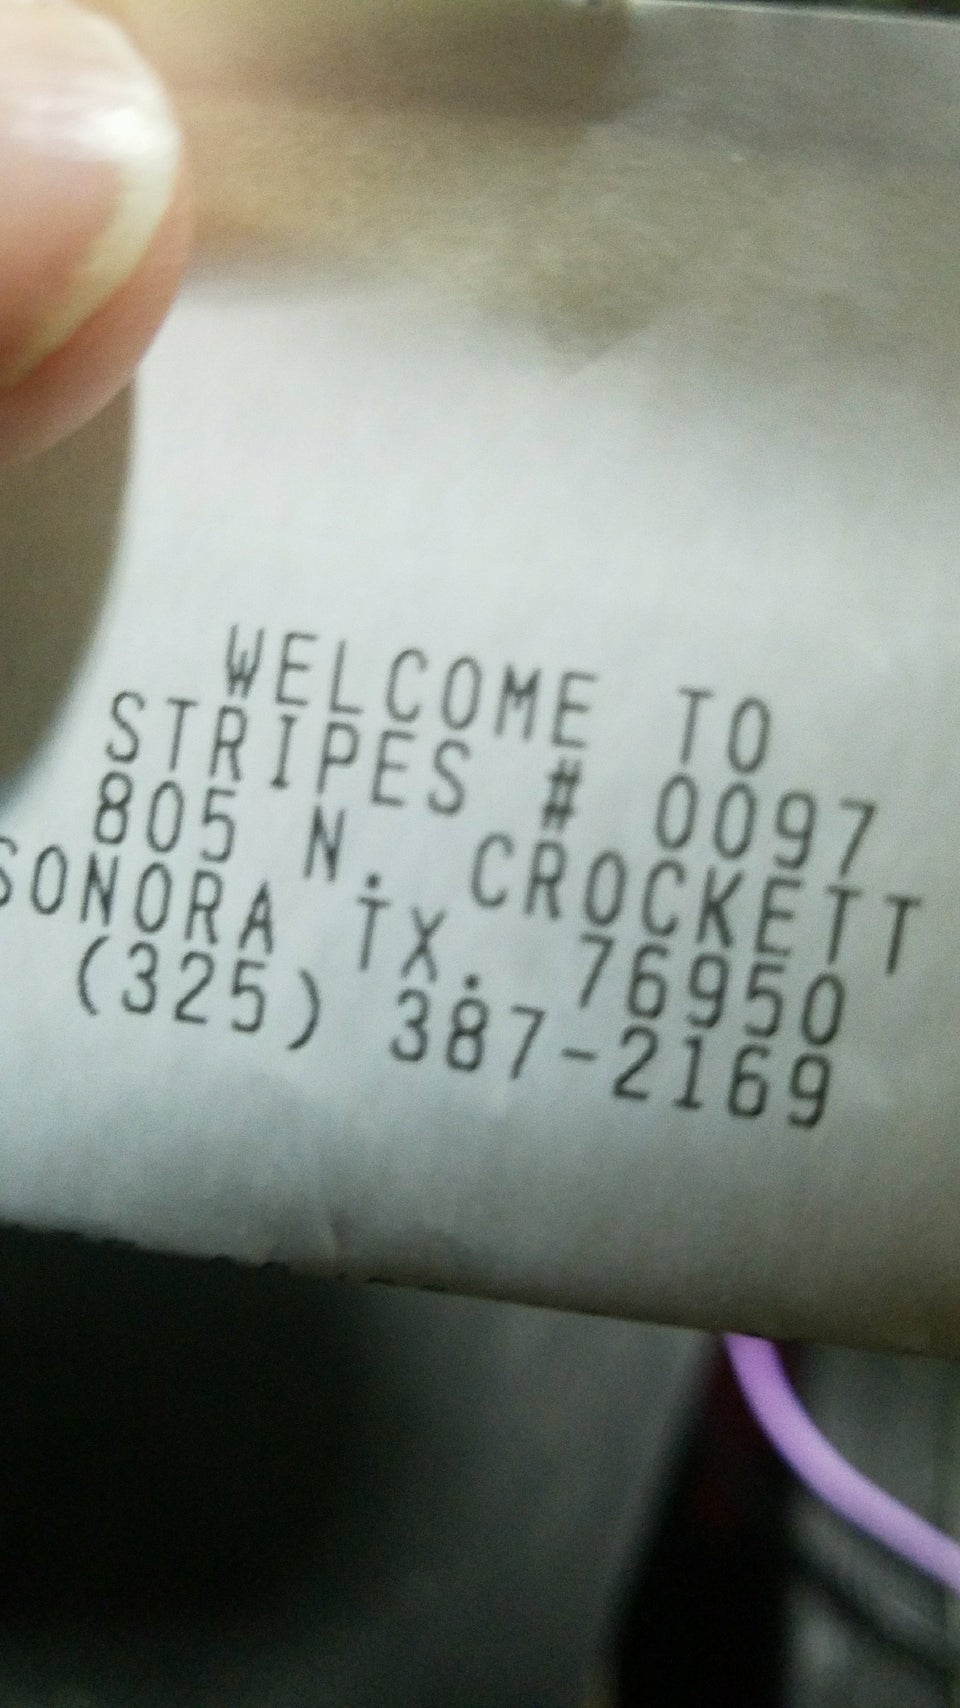 WELCOME TO
STRIPES # 0097
805 N. CROCKETT
SONORA TX. 76950
(325) 387-2169